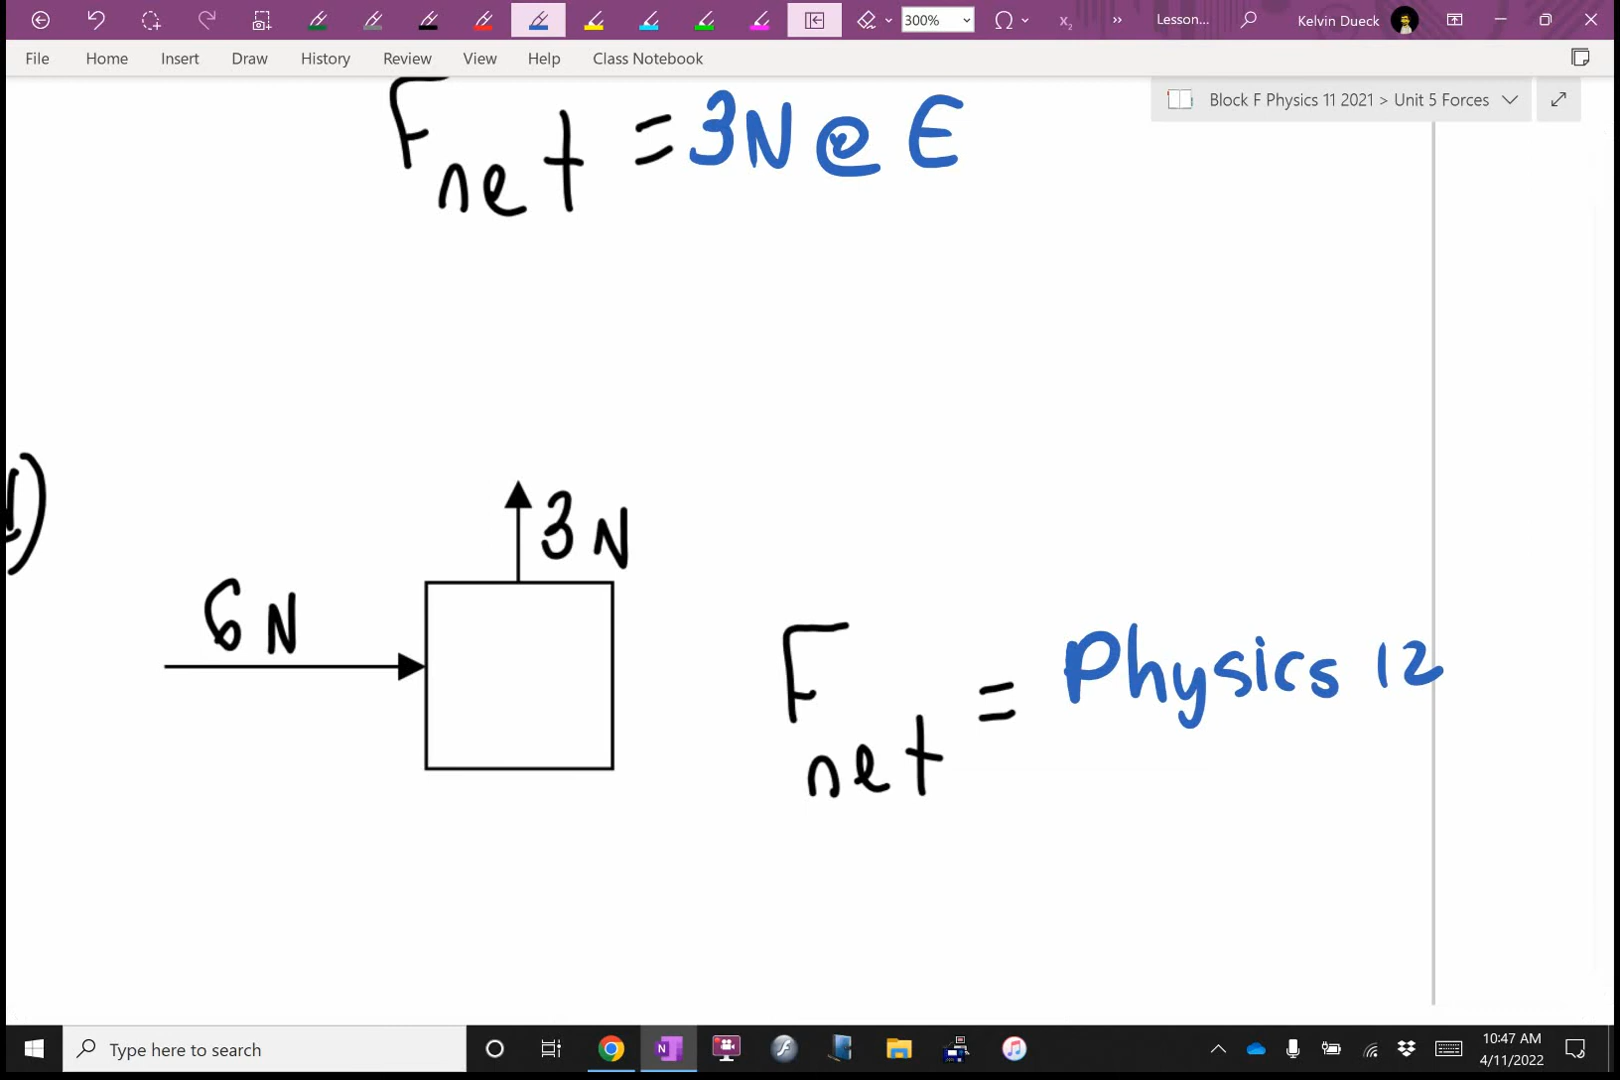 300%
Lesson...
Kelvin Dueck
File Home Insert Draw History Review View Help Class Notebook
Block F Physics 11 2021 > Unit 5 Forces
Fnet = 3N @ E
d)
3 N
6 N
Fnet = Physics 12
Type here to search
10:47 AM
4/11/2022